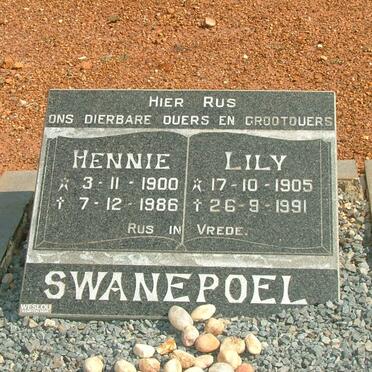 HIER RUS
ONS DIERBARE OUERS EN GROOTOUERS
HENNIE
☆ 3-11-1900
† 7-12-1986
LILY
☆ 17-10-1905
† 26-9-1991
RUS IN VREDE.
SWANEPOEL
WESLOU